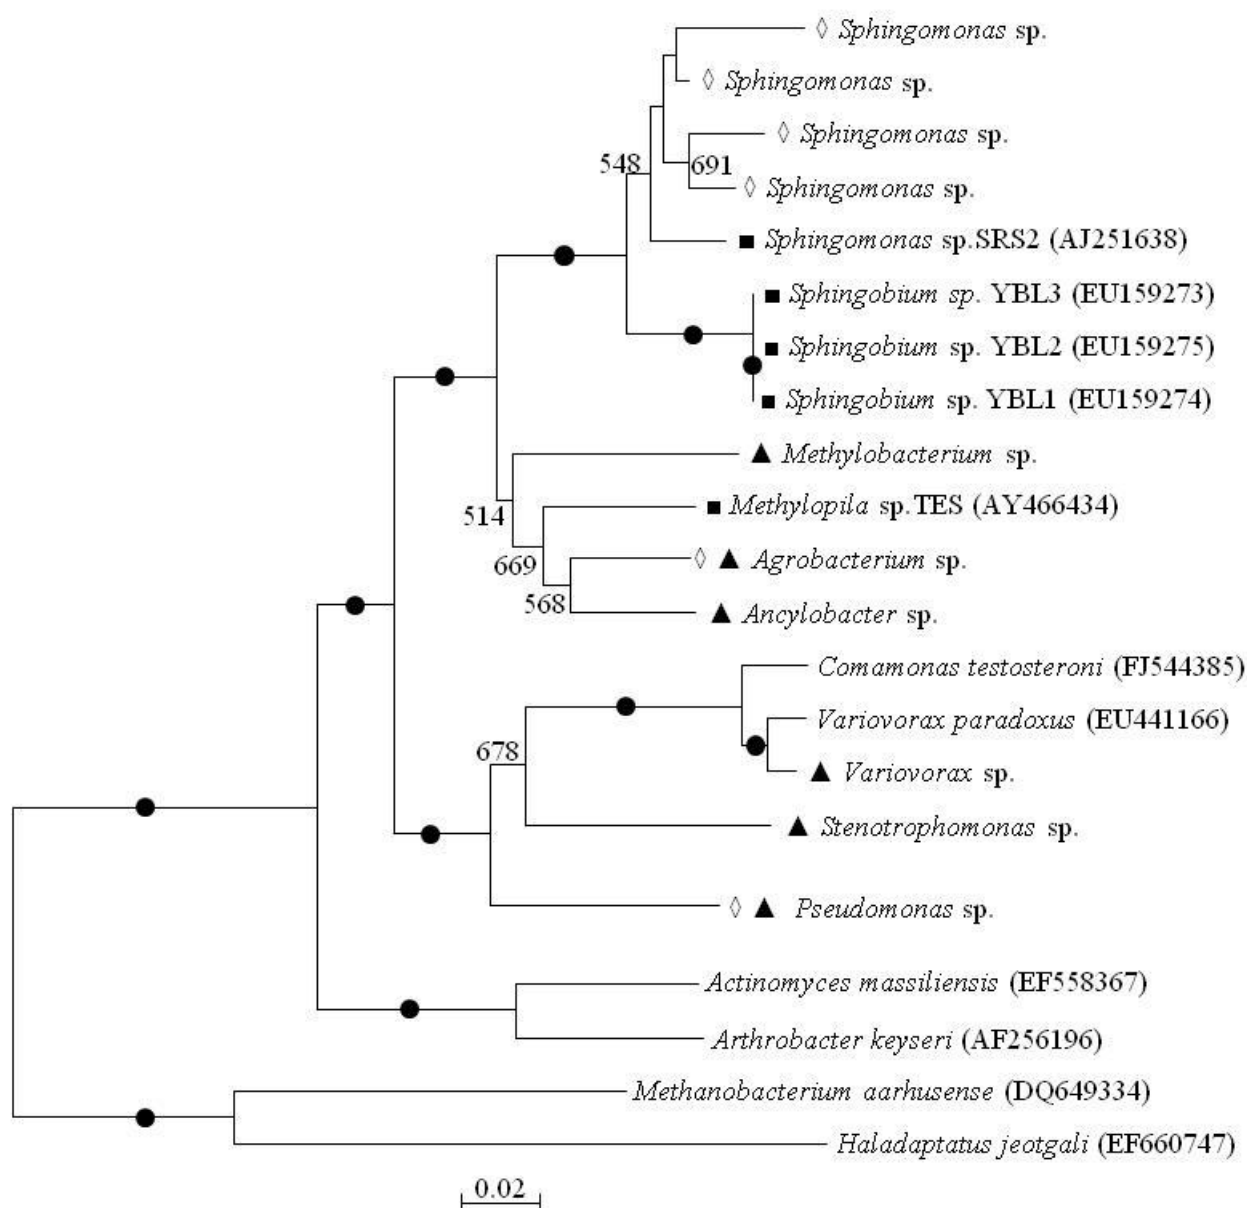 ◊ Sphingomonas sp.
◊ Sphingomonas sp.
◊ Sphingomonas sp.
548 691
◊ Sphingomonas sp.
■ Sphingomonas sp.SRS2 (AJ251638)
■ Sphingobium sp. YBL3 (EU159273)
■ Sphingobium sp. YBL2 (EU159275)
■ Sphingobium sp. YBL1 (EU159274)
▲ Methylobacterium sp.
■ Methylopila sp.TES (AY466434)
514
◊ ▲ Agrobacterium sp.
669
568
▲ Ancylobacter sp.
Comamonas testosteroni (FJ544385)
Variovorax paradoxus (EU441166)
678
▲ Variovorax sp.
▲ Stenotrophomonas sp.
◊ ▲ Pseudomonas sp.
Actinomyces massiliensis (EF558367)
Arthrobacter keyseri (AF256196)
Methanobacterium aarhusense (DQ649334)
Haladaptatus jeotgali (EF660747)
0.02